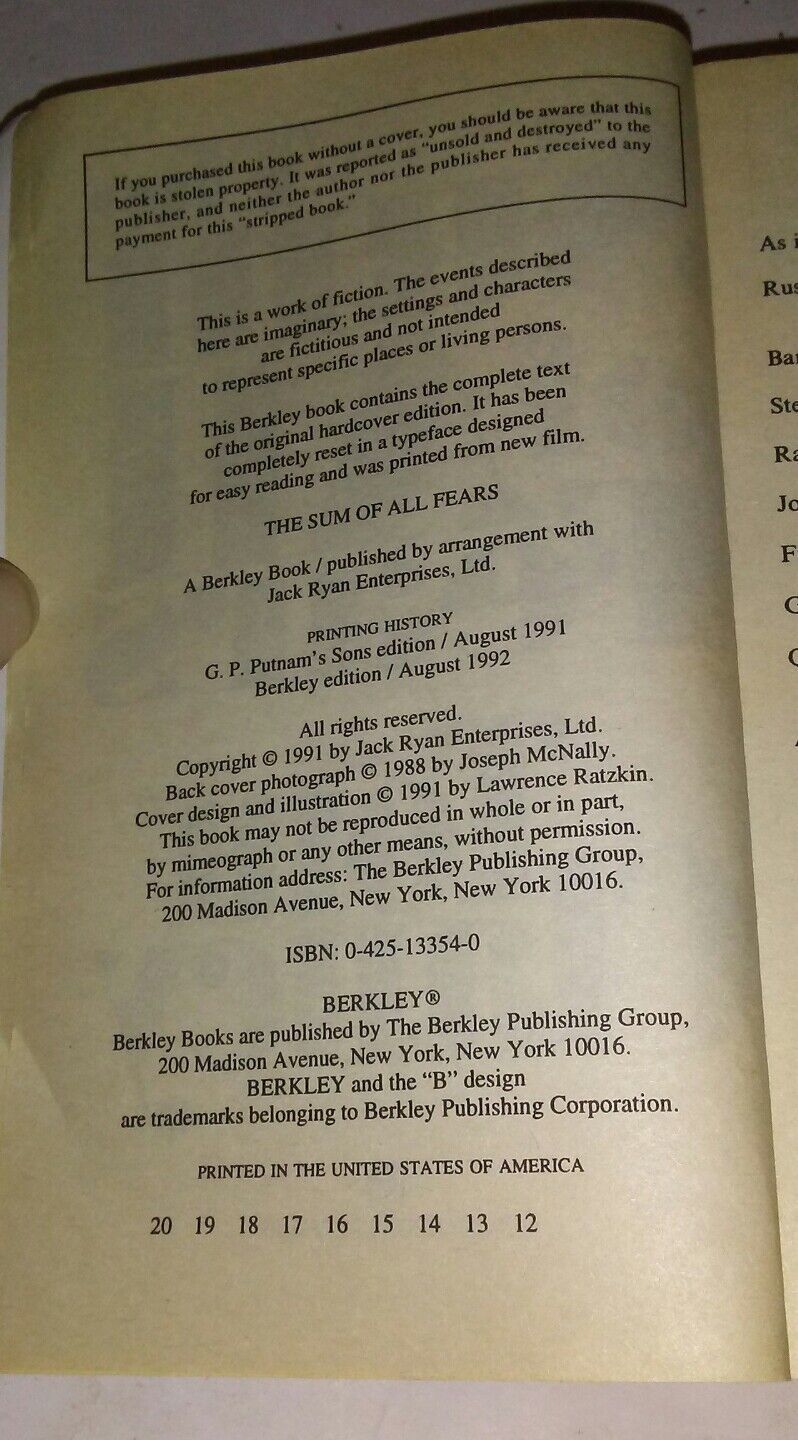 If you purchased this book without a cover, you should be aware that this
book is stolen property. It was reported as "unsold and destroyed" to the
publisher, and neither the author nor the publisher has received any
payment for this "stripped book."
This is a work of fiction. The events described
here are imaginary; the settings and characters
are fictitious and not intended
to represent specific places or living persons.
This Berkley book contains the complete text
of the original hardcover edition. It has been
completely reset in a typeface designed
for easy reading and was printed from new film.
THE SUM OF ALL FEARS
A Berkley Book / published by arrangement with
Jack Ryan Enterprises, Ltd.
PRINTING HISTORY
G. P. Putnam's Sons edition / August 1991
Berkley edition / August 1992
All rights reserved.
Copyright © 1991 by Jack Ryan Enterprises, Ltd.
Back cover photograph © 1988 by Joseph McNally.
Cover design and illustration © 1991 by Lawrence Ratzkin.
This book may not be reproduced in whole or in part,
by mimeograph or any other means, without permission.
For information address: The Berkley Publishing Group,
200 Madison Avenue, New York, New York 10016.
ISBN: 0-425-13354-0
BERKLEY®
Berkley Books are published by The Berkley Publishing Group,
200 Madison Avenue, New York, New York 10016.
BERKLEY and the "B" design
are trademarks belonging to Berkley Publishing Corporation.
PRINTED IN THE UNITED STATES OF AMERICA
20 19 18 17 16 15 14 13 12
As